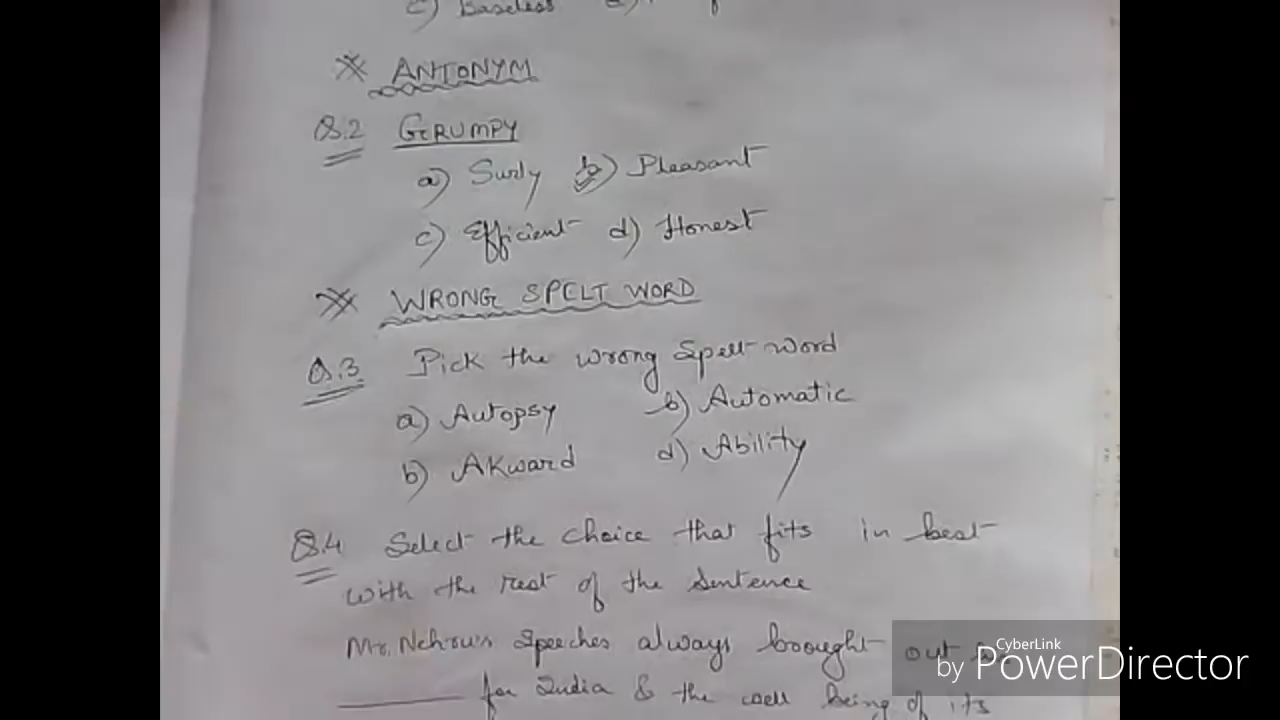 c) Baseless d)
* ANTONYM
Q.2 GRUMPY
a) Surly b) Pleasant
c) Efficient d) Honest
* WRONG SPELT WORD
Q.3 Pick the wrong Spelt word
a) Autopsy b) Automatic
b) Akward d) Ability
Q.4 Select the choice that fits in best
with the rest of the sentence
Mr. Nehru's Speeches always brought out
for India & the well being of its
CyberLink
by PowerDirector